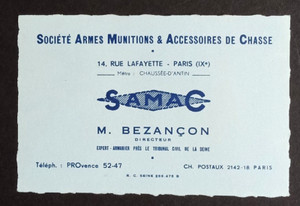 SOCIÉTÉ ARMES MUNITIONS & ACCESSOIRES DE CHASSE
14, RUE LAFAYETTE - PARIS (IXᵉ)
Métro : CHAUSSÉE-D'ANTIN
SAMAC
M. BEZANÇON
DIRECTEUR
EXPERT-ARMURIER PRÈS LE TRIBUNAL CIVIL DE LA SEINE
Téléph. : PROvence 52-47
CH. POSTAUX 2142-18 PARIS
R. C. SEINE